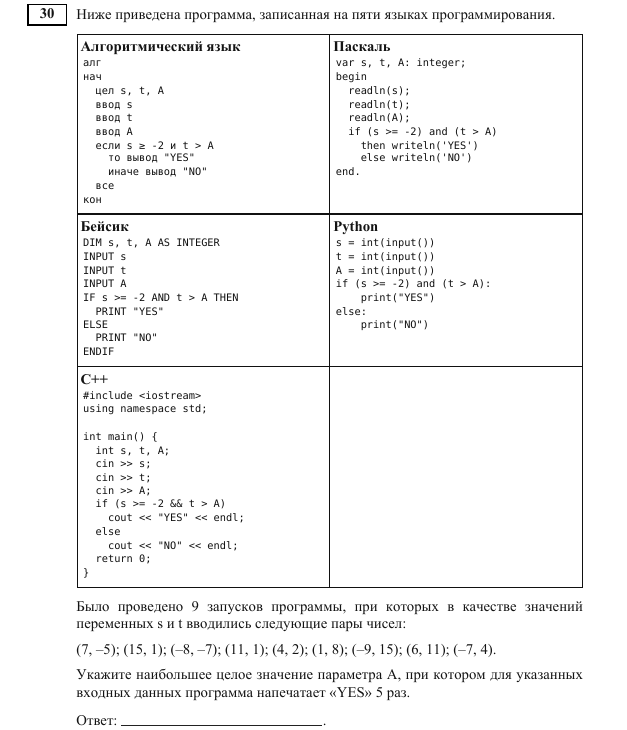 30 Ниже приведена программа, записанная на пяти языках программирования.
Алгоритмический язык
алг
нач
  цел s, t, A
  ввод s
  ввод t
  ввод A
  если s ≥ -2 и t > A
    то вывод "YES"
    иначе вывод "NO"
  все
кон
Паскаль
var s, t, A: integer;
begin
  readln(s);
  readln(t);
  readln(A);
  if (s >= -2) and (t > A)
    then writeln('YES')
    else writeln('NO')
end.
Бейсик
DIM s, t, A AS INTEGER
INPUT s
INPUT t
INPUT A
IF s >= -2 AND t > A THEN
  PRINT "YES"
ELSE
  PRINT "NO"
ENDIF
Python
s = int(input())
t = int(input())
A = int(input())
if (s >= -2) and (t > A):
    print("YES")
else:
    print("NO")
C++
#include <iostream>
using namespace std;
int main() {
  int s, t, A;
  cin >> s;
  cin >> t;
  cin >> A;
  if (s >= -2 && t > A)
    cout << "YES" << endl;
  else
    cout << "NO" << endl;
  return 0;
}
Было проведено 9 запусков программы, при которых в качестве значений
переменных s и t вводились следующие пары чисел:
(7, –5); (15, 1); (–8, –7); (11, 1); (4, 2); (1, 8); (–9, 15); (6, 11); (–7, 4).
Укажите наибольшее целое значение параметра A, при котором для указанных
входных данных программа напечатает «YES» 5 раз.
Ответ: ____________________________.